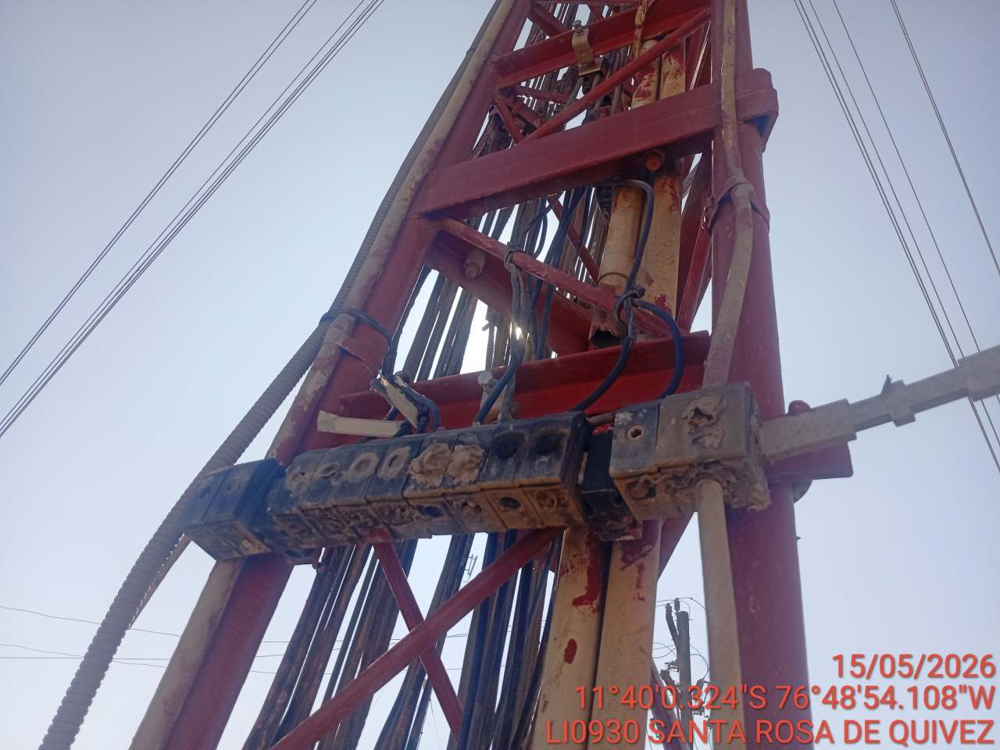 15/05/2026
11°40'0.324"S 76°48'54.108"W
LI0930 SANTA ROSA DE QUIVEZ